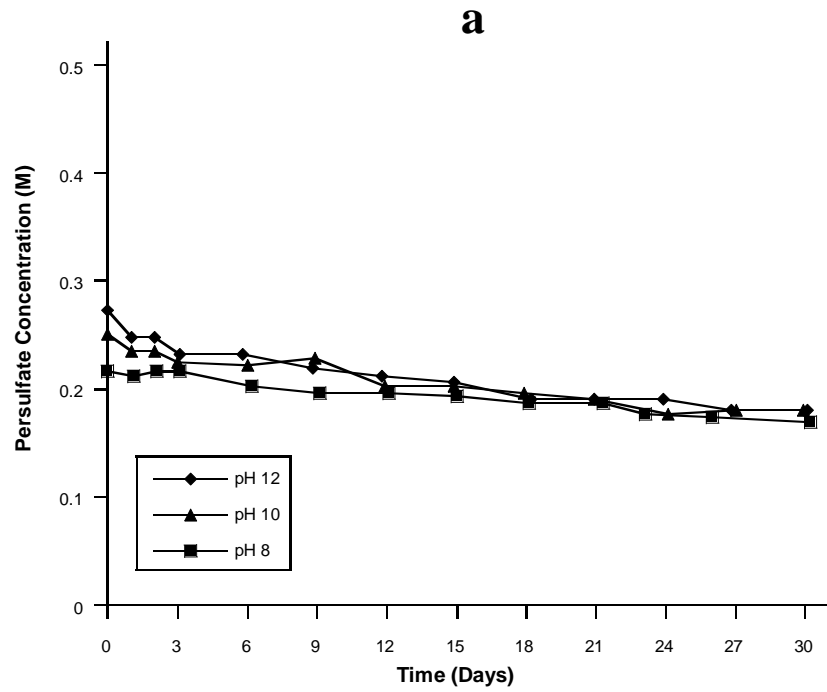 a
Persulfate Concentration (M)
0.5
0.4
0.3
0.2
0.1
0
pH 12
pH 10
pH 8
0 3 6 9 12 15 18 21 24 27 30
Time (Days)